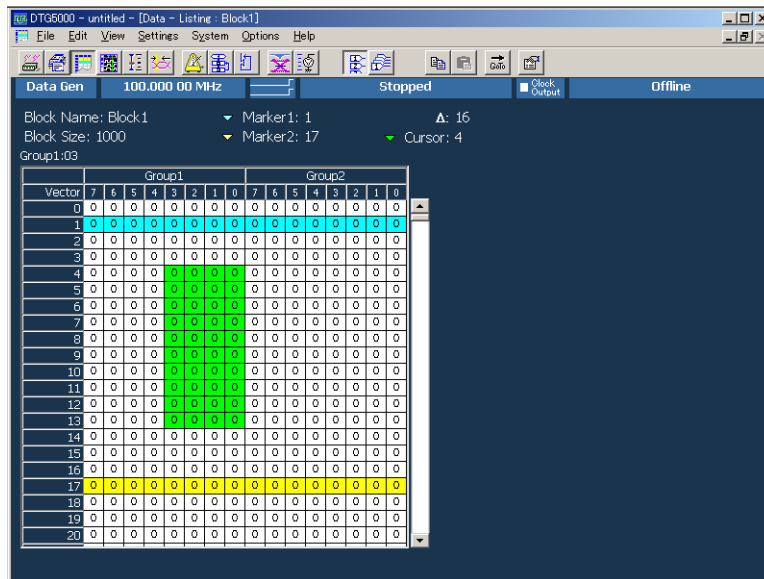 DTG5000 - untitled - [Data - Listing : Block1]
File Edit View Settings System Options Help
GoTo
Data Gen 100.000 00 MHz Stopped Clock Output Offline
Block Name: Block1 Marker1: 1 Δ: 16
Block Size: 1000 Marker2: 17 Cursor: 4
Group1:03
Group1 Group2
Vector 7 6 5 4 3 2 1 0 7 6 5 4 3 2 1 0
0 0 0 0 0 0 0 0 0 0 0 0 0 0 0 0 0
1 0 0 0 0 0 0 0 0 0 0 0 0 0 0 0 0
2 0 0 0 0 0 0 0 0 0 0 0 0 0 0 0 0
3 0 0 0 0 0 0 0 0 0 0 0 0 0 0 0 0
4 0 0 0 0 0 0 0 0 0 0 0 0 0 0 0 0
5 0 0 0 0 0 0 0 0 0 0 0 0 0 0 0 0
6 0 0 0 0 0 0 0 0 0 0 0 0 0 0 0 0
7 0 0 0 0 0 0 0 0 0 0 0 0 0 0 0 0
8 0 0 0 0 0 0 0 0 0 0 0 0 0 0 0 0
9 0 0 0 0 0 0 0 0 0 0 0 0 0 0 0 0
10 0 0 0 0 0 0 0 0 0 0 0 0 0 0 0 0
11 0 0 0 0 0 0 0 0 0 0 0 0 0 0 0 0
12 0 0 0 0 0 0 0 0 0 0 0 0 0 0 0 0
13 0 0 0 0 0 0 0 0 0 0 0 0 0 0 0 0
14 0 0 0 0 0 0 0 0 0 0 0 0 0 0 0 0
15 0 0 0 0 0 0 0 0 0 0 0 0 0 0 0 0
16 0 0 0 0 0 0 0 0 0 0 0 0 0 0 0 0
17 0 0 0 0 0 0 0 0 0 0 0 0 0 0 0 0
18 0 0 0 0 0 0 0 0 0 0 0 0 0 0 0 0
19 0 0 0 0 0 0 0 0 0 0 0 0 0 0 0 0
20 0 0 0 0 0 0 0 0 0 0 0 0 0 0 0 0